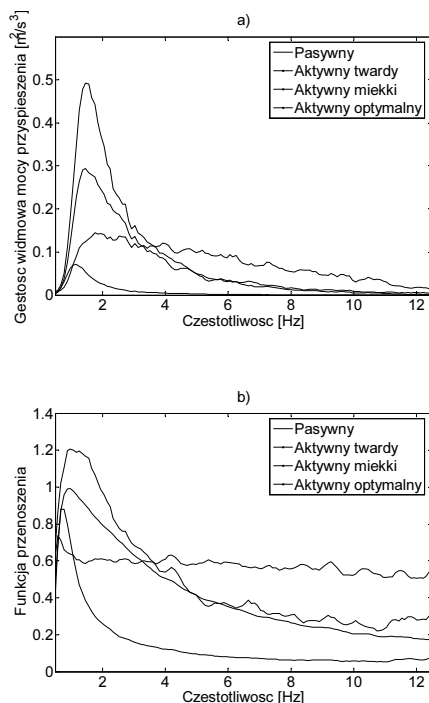 a)
Gestosc widmowa mocy przyspieszenia [m²/s³]
0.5
0.4
0.3
0.2
0.1
0
Pasywny
Aktywny twardy
Aktywny miekki
Aktywny optymalny
2 4 6 8 10 12
Czestotliwosc [Hz]
b)
Funkcja przenoszenia
1.4
1.2
1
0.8
0.6
0.4
0.2
0
Pasywny
Aktywny twardy
Aktywny miekki
Aktywny optymalny
2 4 6 8 10 12
Czestotliwosc [Hz]